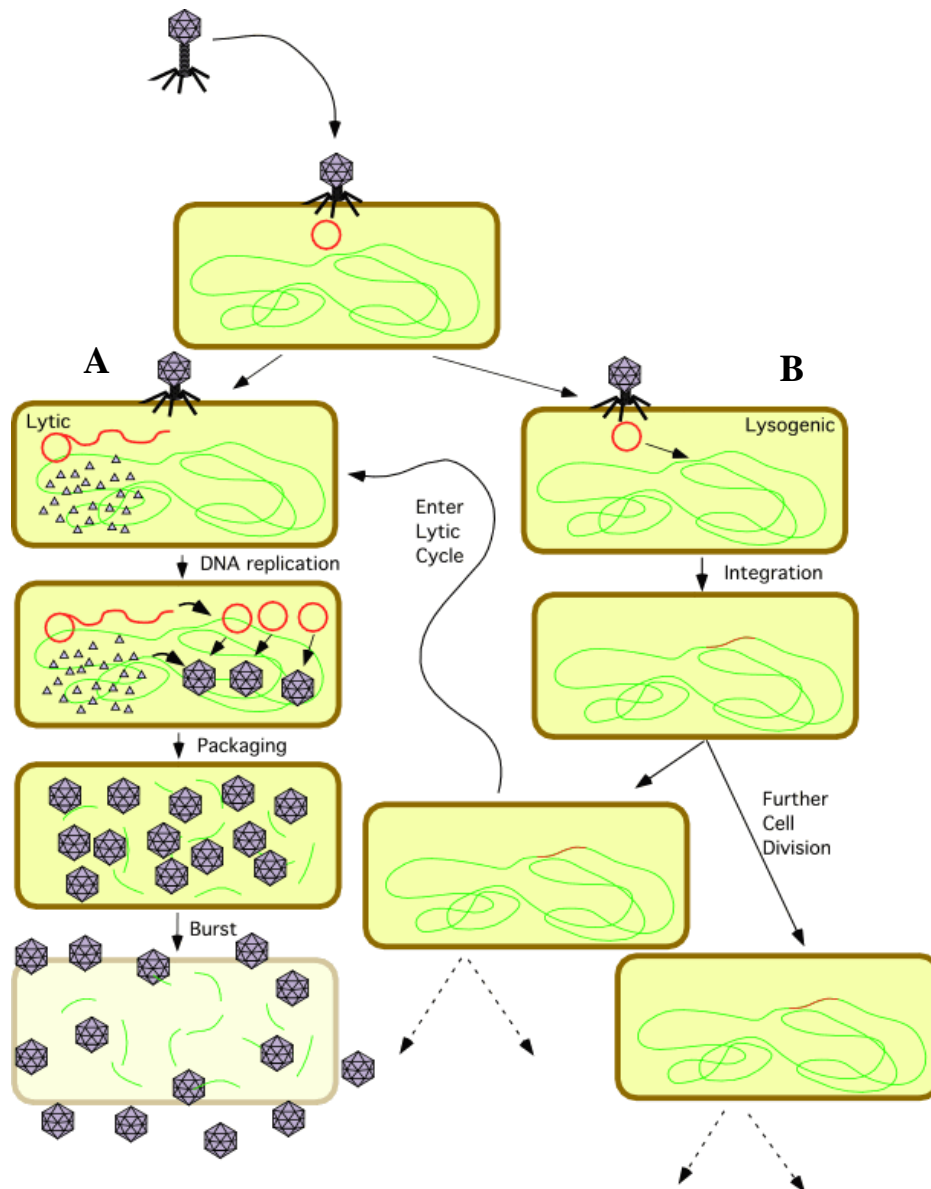 A
B
Lytic
Lysogenic
Enter
Lytic
Cycle
DNA replication
Integration
Packaging
Further
Cell
Division
Burst